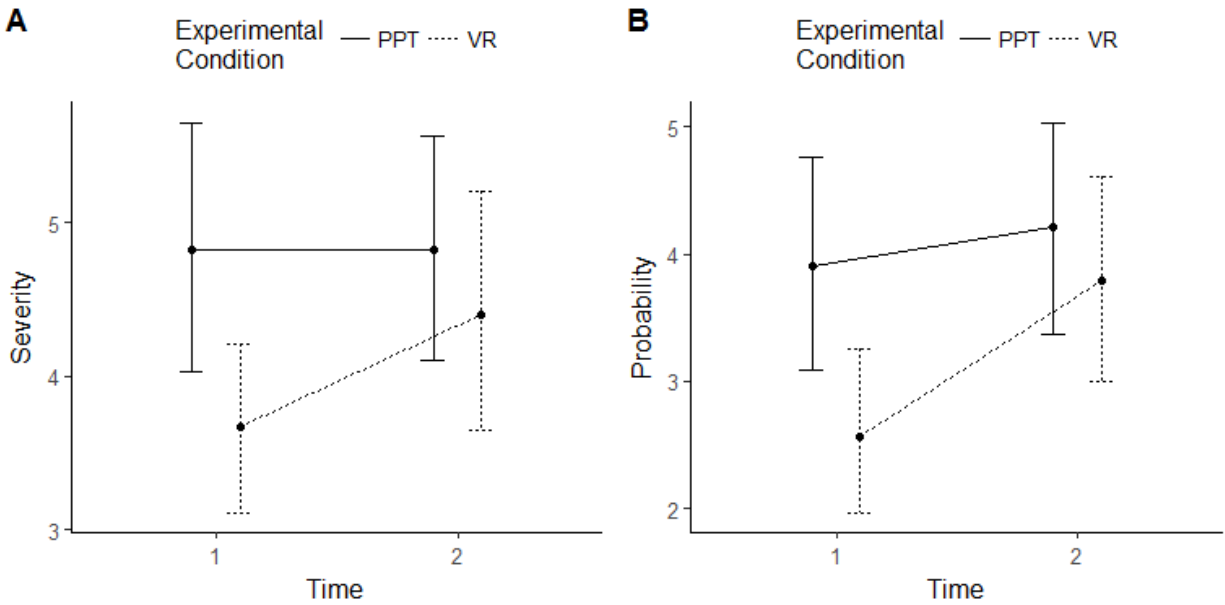 A
Experimental
Condition
PPT
VR
5
4
3
Severity
1
2
Time
B
Experimental
Condition
PPT
VR
5
4
3
2
Probability
1
2
Time